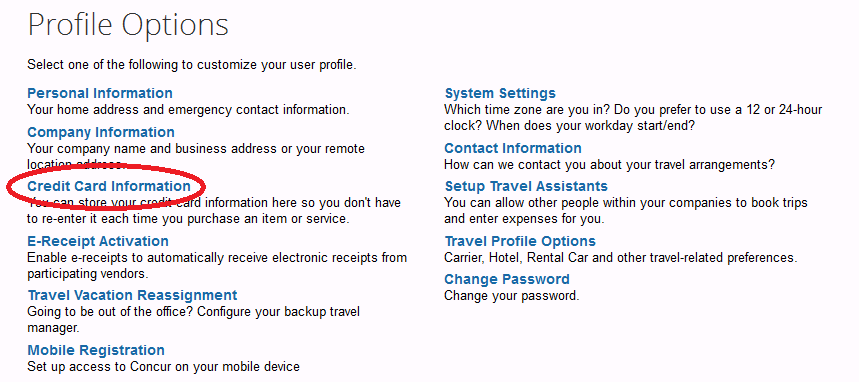 Profile Options
Select one of the following to customize your user profile.
Personal Information
Your home address and emergency contact information.
Company Information
Your company name and business address or your remote
location address.
Credit Card Information
You can store your credit card information here so you don't have
to re-enter it each time you purchase an item or service.
E-Receipt Activation
Enable e-receipts to automatically receive electronic receipts from
participating vendors.
Travel Vacation Reassignment
Going to be out of the office? Configure your backup travel
manager.
Mobile Registration
Set up access to Concur on your mobile device
System Settings
Which time zone are you in? Do you prefer to use a 12 or 24-hour
clock? When does your workday start/end?
Contact Information
How can we contact you about your travel arrangements?
Setup Travel Assistants
You can allow other people within your companies to book trips
and enter expenses for you.
Travel Profile Options
Carrier, Hotel, Rental Car and other travel-related preferences.
Change Password
Change your password.